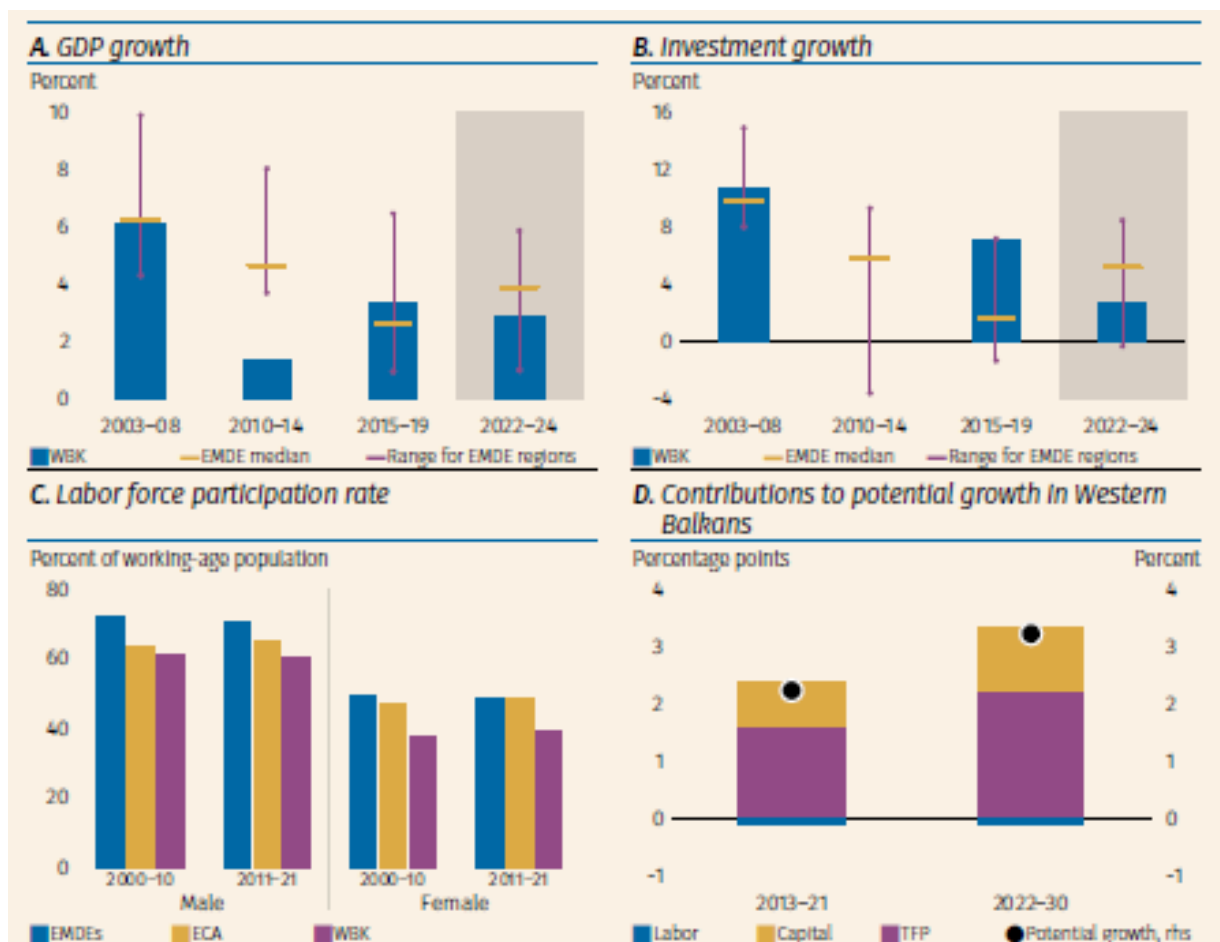 A. GDP growth
Percent
10
8
6
4
2
0
2003–08 2010–14 2015–19 2022–24
WBK EMDE median Range for EMDE regions
B. Investment growth
Percent
16
12
8
4
0
-4
2003–08 2010–14 2015–19 2022–24
WBK EMDE median Range for EMDE regions
C. Labor force participation rate
Percent of working-age population
80
60
40
20
0
2000–10 2011–21 2000–10 2011–21
Male Female
EMDEs ECA WBK
D. Contributions to potential growth in Western
Balkans
Percentage points Percent
4 4
3 3
2 2
1 1
0 0
-1 -1
2013–21 2022–30
Labor Capital TFP Potential growth, rhs